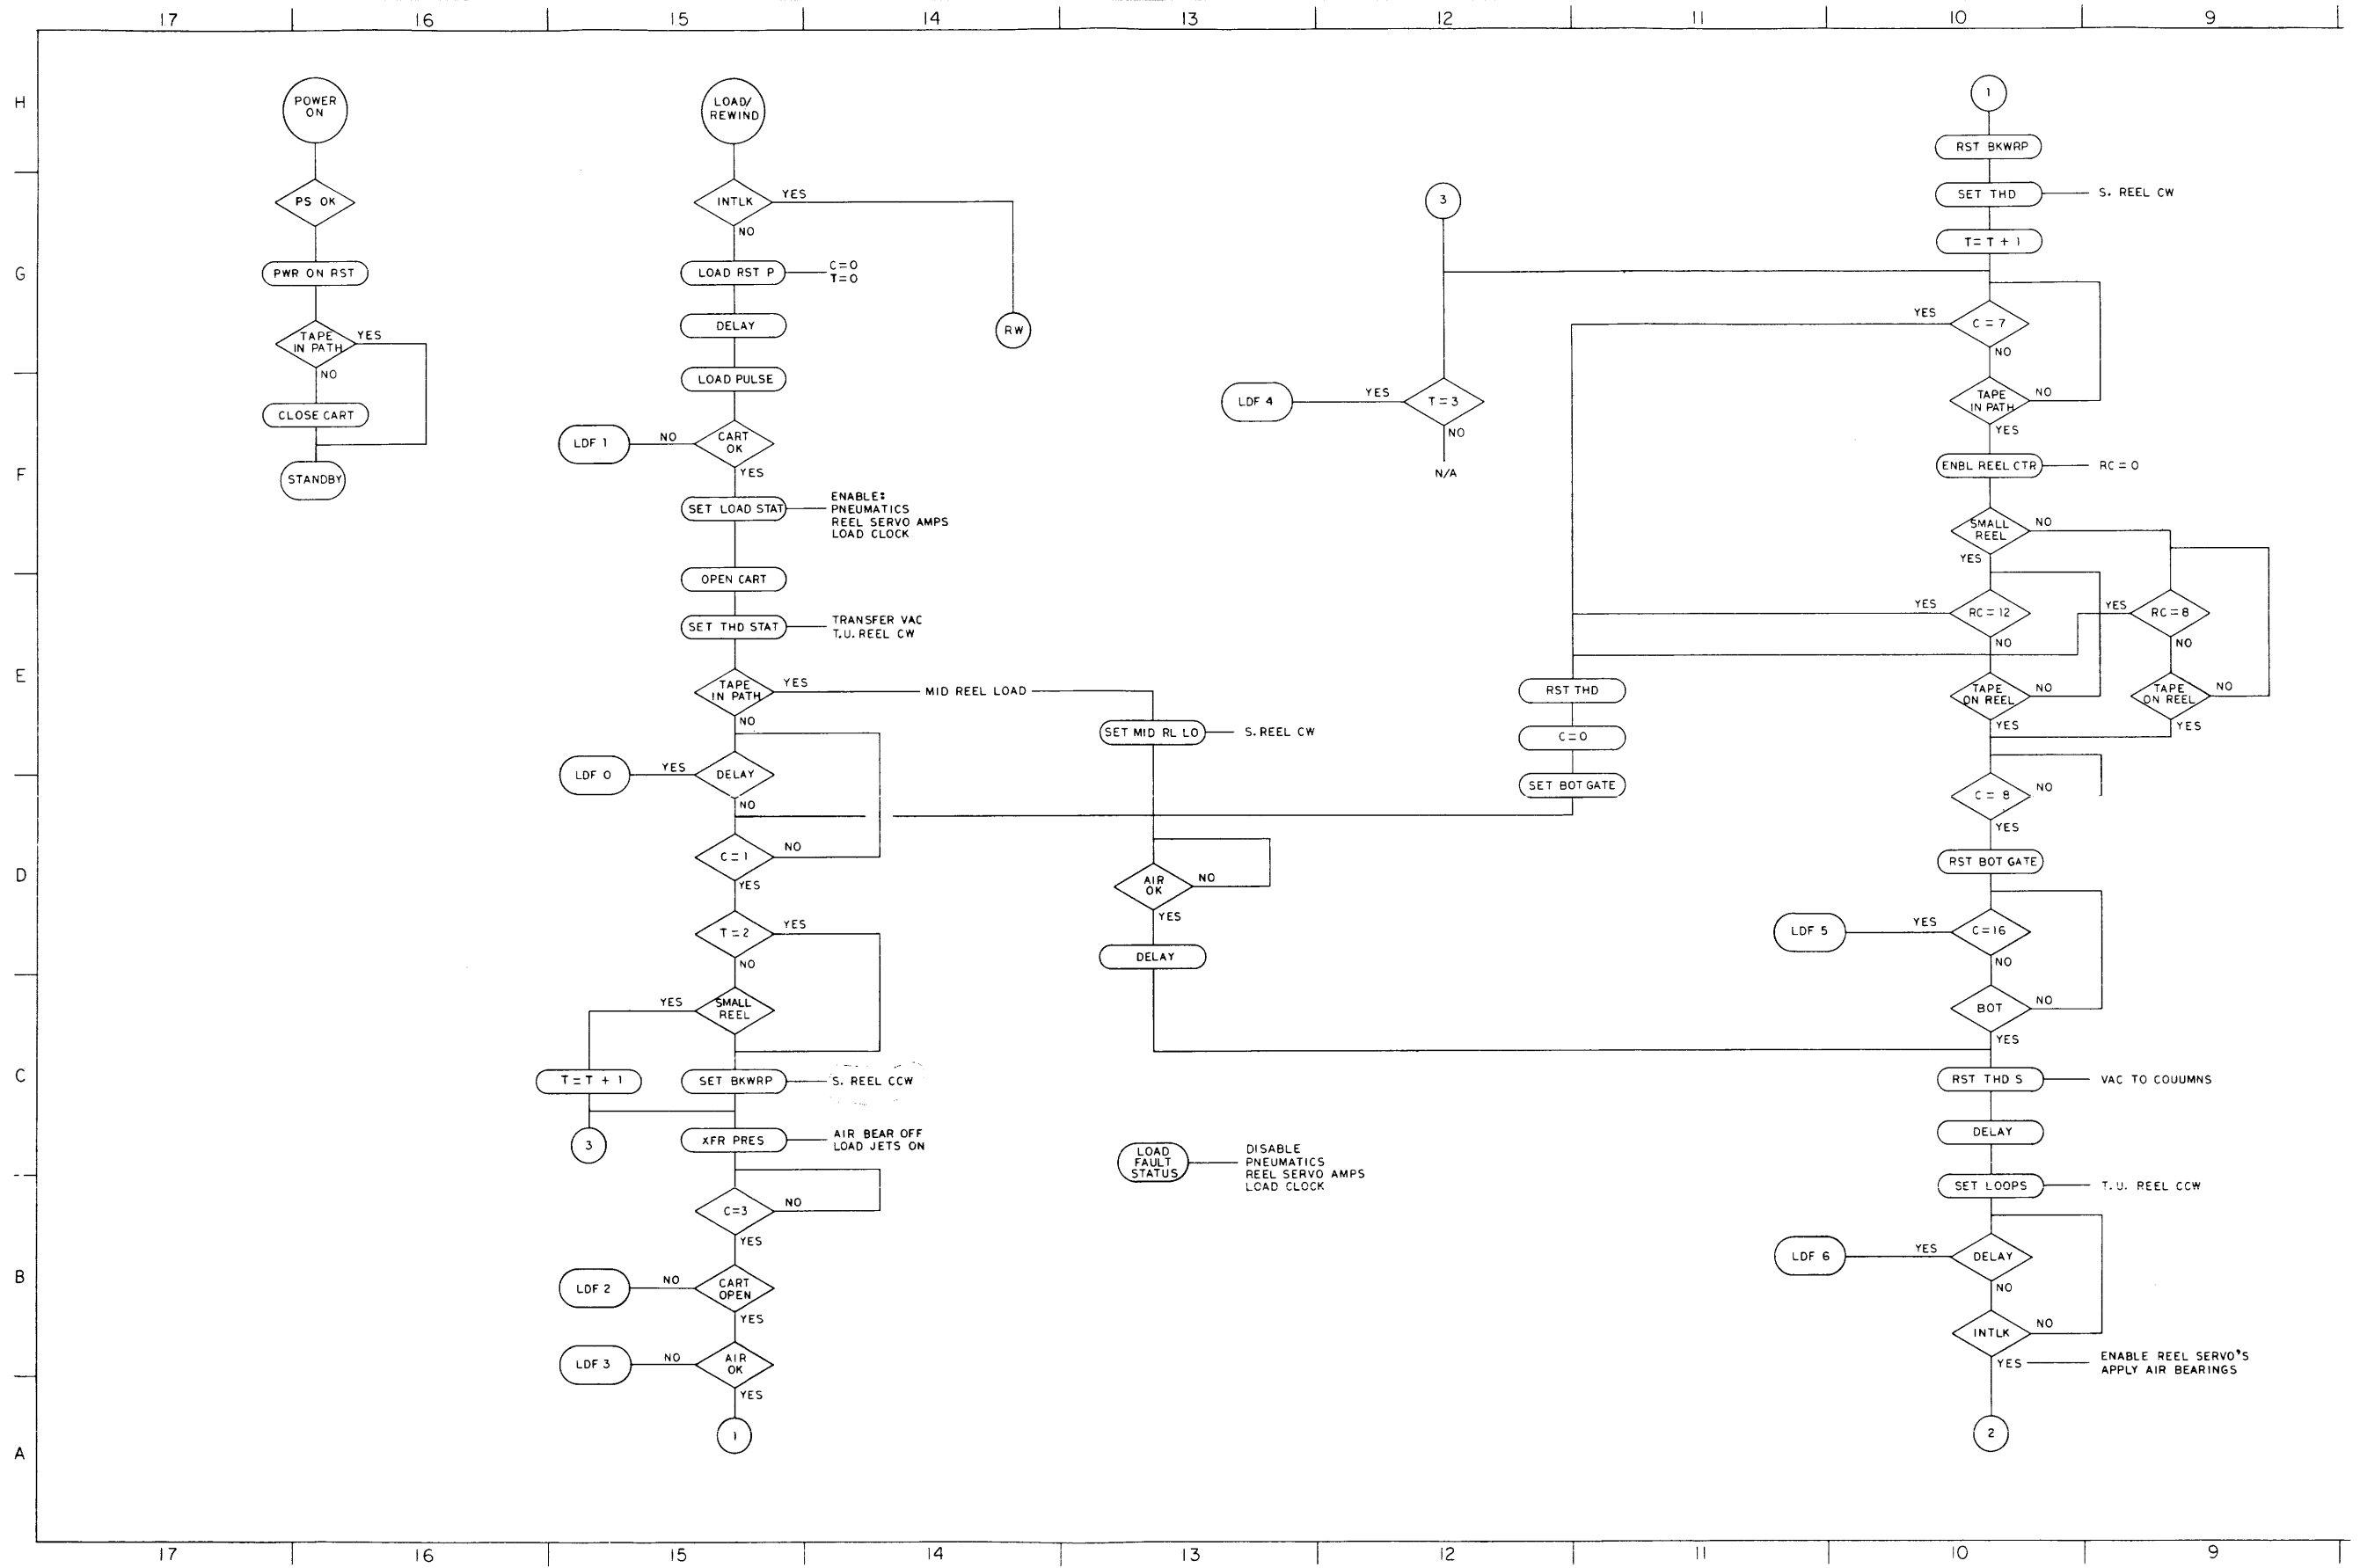 17
16
15
14
13
12
11
10
9
H
G
F
E
D
C
B
A
POWER
ON
PS OK
PWR ON RST
TAPE
IN PATH
YES
NO
CLOSE CART
STANDBY
LOAD/
REWIND
INTLK
YES
NO
RW
LOAD RST P
C=0
T=0
DELAY
LOAD PULSE
CART
OK
NO
LDF 1
YES
SET LOAD STAT
ENABLE:
PNEUMATICS
REEL SERVO AMPS
LOAD CLOCK
OPEN CART
SET THD STAT
TRANSFER VAC
T.U. REEL CW
TAPE
IN PATH
YES
MID REEL LOAD
NO
DELAY
YES
LDF 0
NO
C=1
NO
YES
T=2
YES
NO
SMALL
REEL
YES
T=T+1
3
SET BKWRP
S. REEL CCW
XFR PRES
AIR BEAR OFF
LOAD JETS ON
C=3
NO
YES
CART
OPEN
NO
LDF 2
YES
AIR
OK
NO
LDF 3
YES
1
SET MID RL LO
S. REEL CW
AIR
OK
NO
YES
DELAY
LOAD
FAULT
STATUS
DISABLE
PNEUMATICS
REEL SERVO AMPS
LOAD CLOCK
3
T=3
YES
LDF 4
NO
N/A
RST THD
C=0
SET BOT GATE
1
RST BKWRP
SET THD
S. REEL CW
T=T+1
C=7
YES
NO
TAPE
IN PATH
NO
YES
ENBL REEL CTR
RC=0
SMALL
REEL
NO
YES
RC=12
YES
NO
RC=8
YES
NO
TAPE
ON REEL
NO
YES
TAPE
ON REEL
NO
YES
C=8
NO
YES
RST BOT GATE
C=16
YES
LDF 5
NO
BOT
NO
YES
RST THD S
VAC TO COUUMNS
DELAY
SET LOOPS
T.U. REEL CCW
DELAY
YES
LDF 6
NO
INTLK
NO
YES
ENABLE REEL SERVO'S
APPLY AIR BEARINGS
2
17
16
15
14
13
12
11
10
9